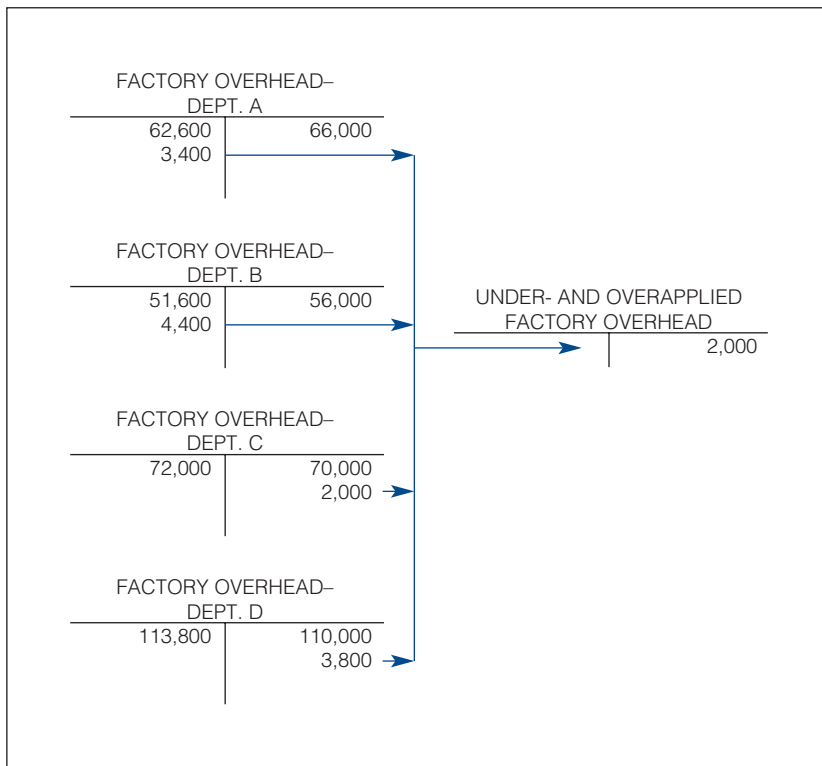 FACTORY OVERHEAD–
DEPT. A
62,600 66,000
3,400
FACTORY OVERHEAD–
DEPT. B
51,600 56,000
4,400
UNDER- AND OVERAPPLIED
FACTORY OVERHEAD
2,000
FACTORY OVERHEAD–
DEPT. C
72,000 70,000
2,000
FACTORY OVERHEAD–
DEPT. D
113,800 110,000
3,800